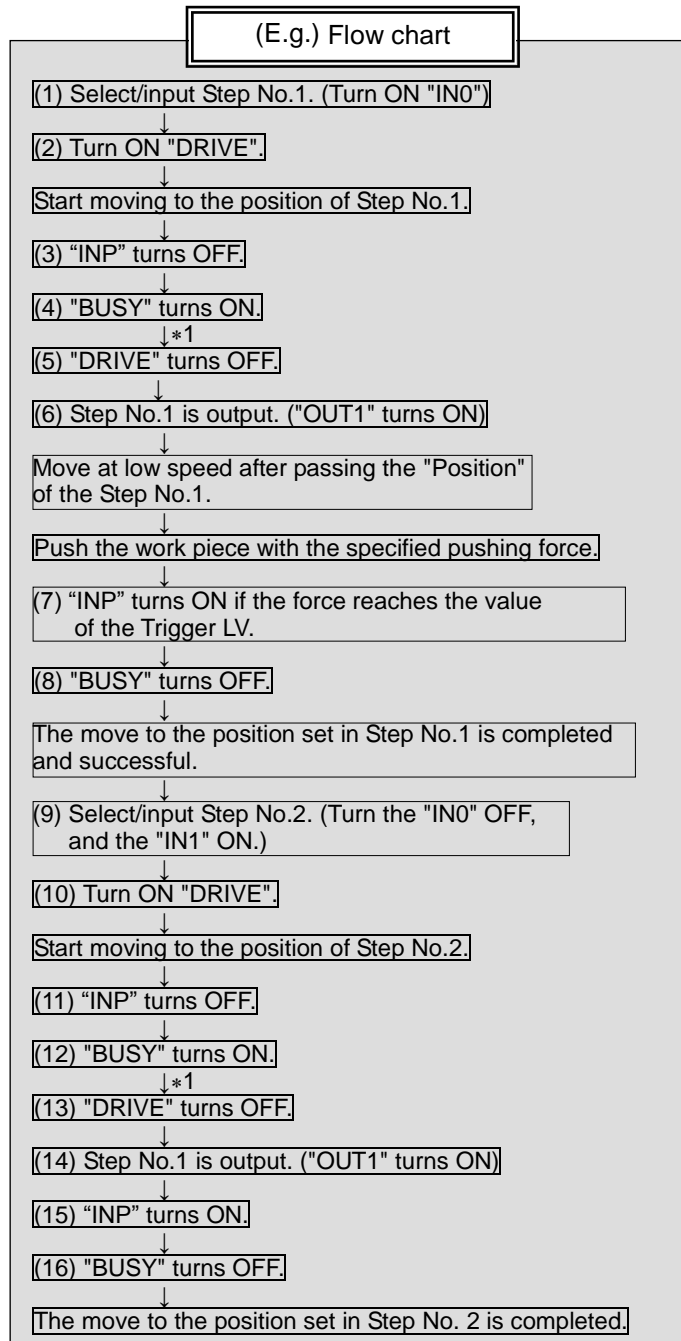 (E.g.) Flow chart
(1) Select/input Step No.1. (Turn ON "IN0")
↓
(2) Turn ON "DRIVE".
↓
Start moving to the position of Step No.1.
↓
(3) “INP” turns OFF.
↓
(4) "BUSY" turns ON.
↓*1
(5) "DRIVE" turns OFF.
↓
(6) Step No.1 is output. ("OUT1" turns ON)
↓
Move at low speed after passing the "Position"
of the Step No.1.
↓
Push the work piece with the specified pushing force.
↓
(7) “INP” turns ON if the force reaches the value
of the Trigger LV.
↓
(8) "BUSY" turns OFF.
↓
The move to the position set in Step No.1 is completed
and successful.
↓
(9) Select/input Step No.2. (Turn the "IN0" OFF,
and the "IN1" ON.)
↓
(10) Turn ON "DRIVE".
↓
Start moving to the position of Step No.2.
↓
(11) “INP” turns OFF.
↓
(12) "BUSY" turns ON.
↓*1
(13) "DRIVE" turns OFF.
↓
(14) Step No.1 is output. ("OUT1" turns ON)
↓
(15) “INP” turns ON.
↓
(16) "BUSY" turns OFF.
↓
The move to the position set in Step No. 2 is completed.